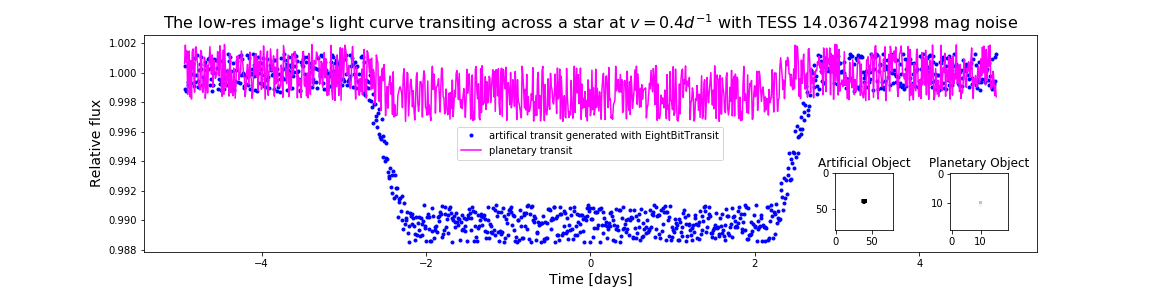 The low-res image's light curve transiting across a star at v = 0.4d⁻¹ with TESS 14.0367421998 mag noise
1.002
1.000
0.998
0.996
0.994
0.992
0.990
0.988
Relative flux
artifical transit generated with EightBitTransit
planetary transit
Artificial Object
0
50
0 50
Planetary Object
0
10
0 10
−4 −2 0 2 4
Time [days]